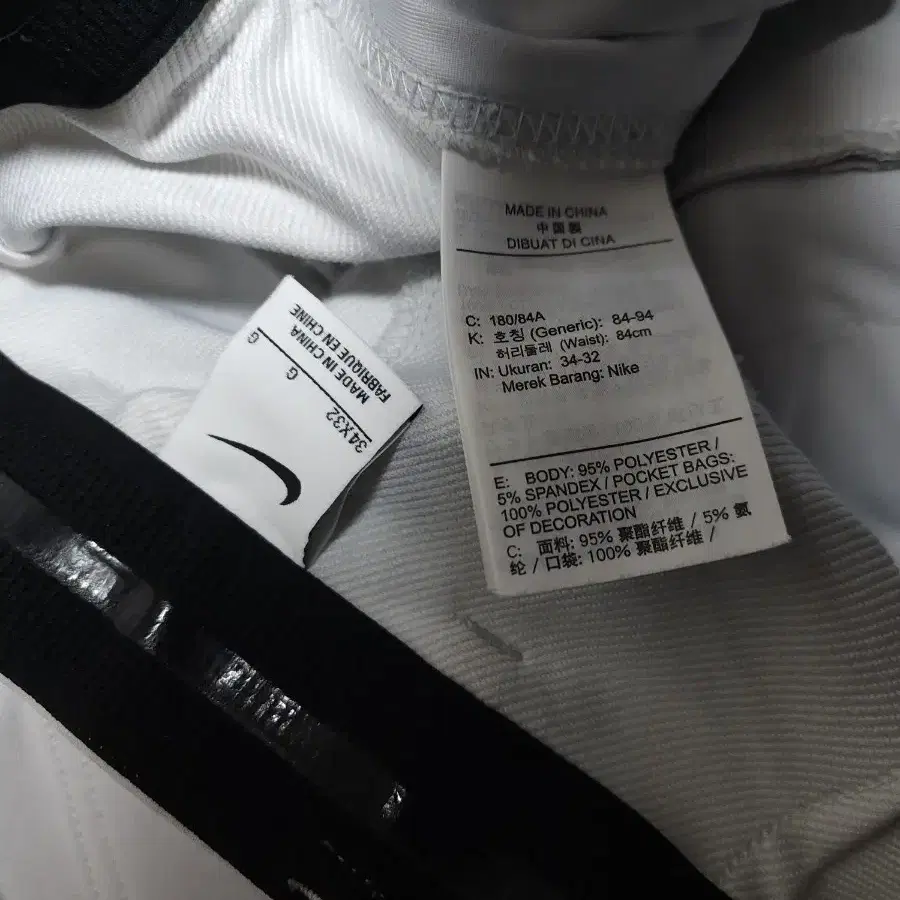 MADE IN CHINA
中国製
DIBUAT DI CINA
C: 180/84A
K: 호칭 (Generic): 84-94
허리둘레 (Waist): 84cm
IN: Ukuran: 34-32
Merek Barang: Nike
E: BODY: 95% POLYESTER /
5% SPANDEX / POCKET BAGS:
100% POLYESTER / EXCLUSIVE
OF DECORATION
C: 面料: 95% 聚酯纤维 / 5% 氨
纶 / 口袋: 100% 聚酯纤维 /
34X32
G
G
MADE IN CHINA
FABRIQUE EN CHINE